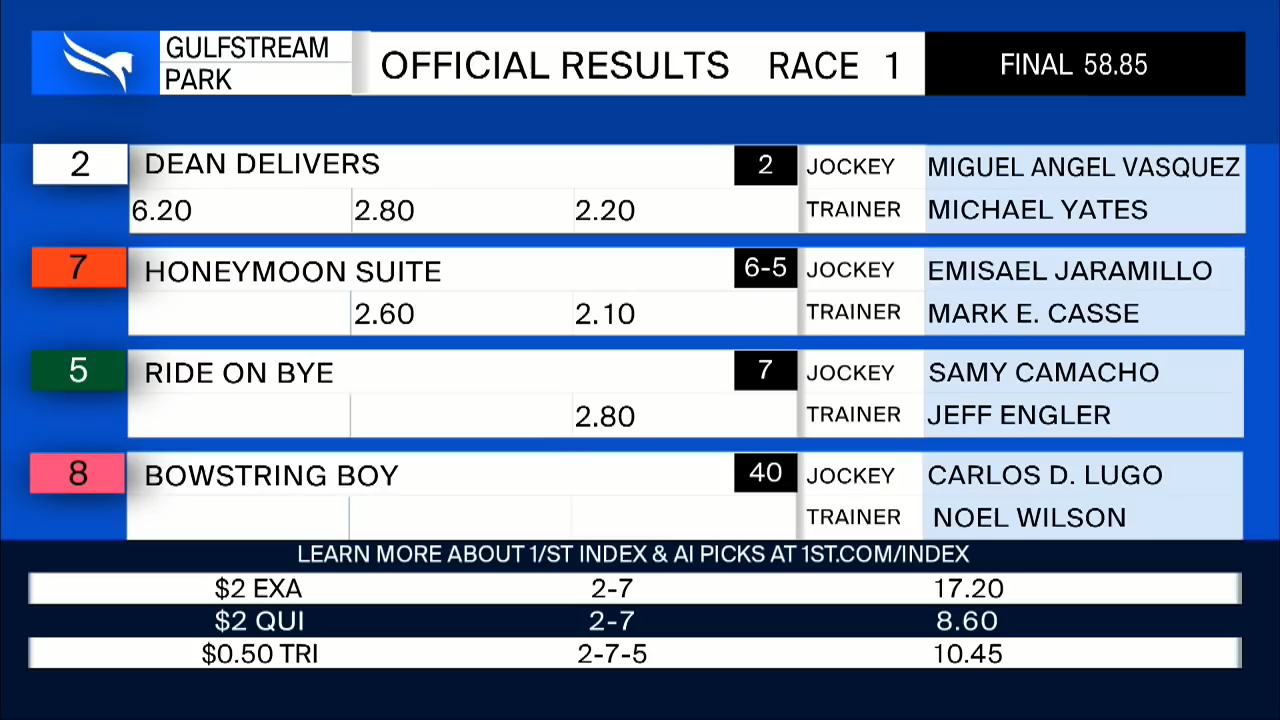 GULFSTREAM
PARK
OFFICIAL RESULTS RACE 1
FINAL 58.85
2 DEAN DELIVERS 2 JOCKEY MIGUEL ANGEL VASQUEZ
6.20 2.80 2.20 TRAINER MICHAEL YATES
7 HONEYMOON SUITE 6-5 JOCKEY EMISAEL JARAMILLO
2.60 2.10 TRAINER MARK E. CASSE
5 RIDE ON BYE 7 JOCKEY SAMY CAMACHO
2.80 TRAINER JEFF ENGLER
8 BOWSTRING BOY 40 JOCKEY CARLOS D. LUGO
TRAINER NOEL WILSON
LEARN MORE ABOUT 1/ST INDEX & AI PICKS AT 1ST.COM/INDEX
$2 EXA 2-7 17.20
$2 QUI 2-7 8.60
$0.50 TRI 2-7-5 10.45